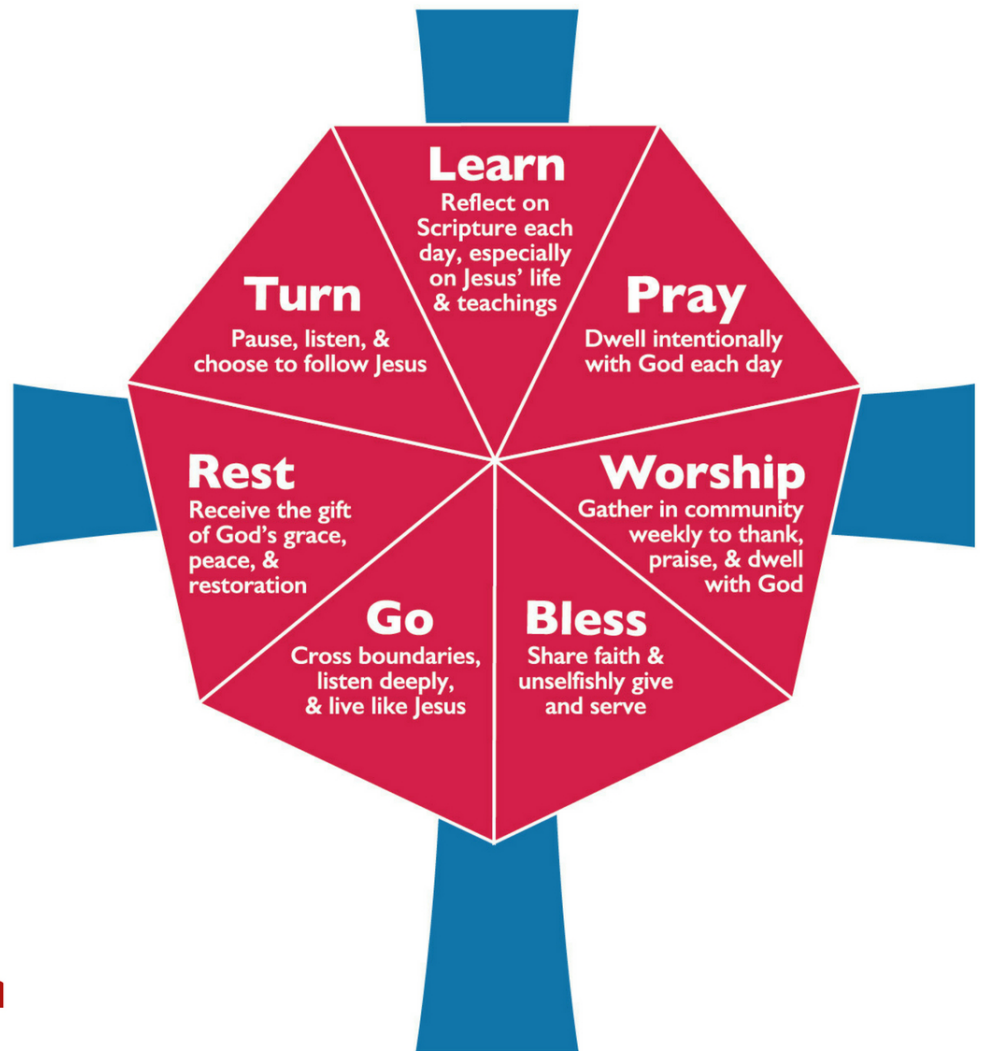 Learn
Reflect on
Scripture each
day, especially
on Jesus’ life
& teachings
Turn
Pause, listen, &
choose to follow Jesus
Pray
Dwell intentionally
with God each day
Rest
Receive the gift
of God’s grace,
peace, &
restoration
Worship
Gather in community
weekly to thank,
praise, & dwell
with God
Go
Cross boundaries,
listen deeply,
& live like Jesus
Bless
Share faith &
unselfishly give
and serve